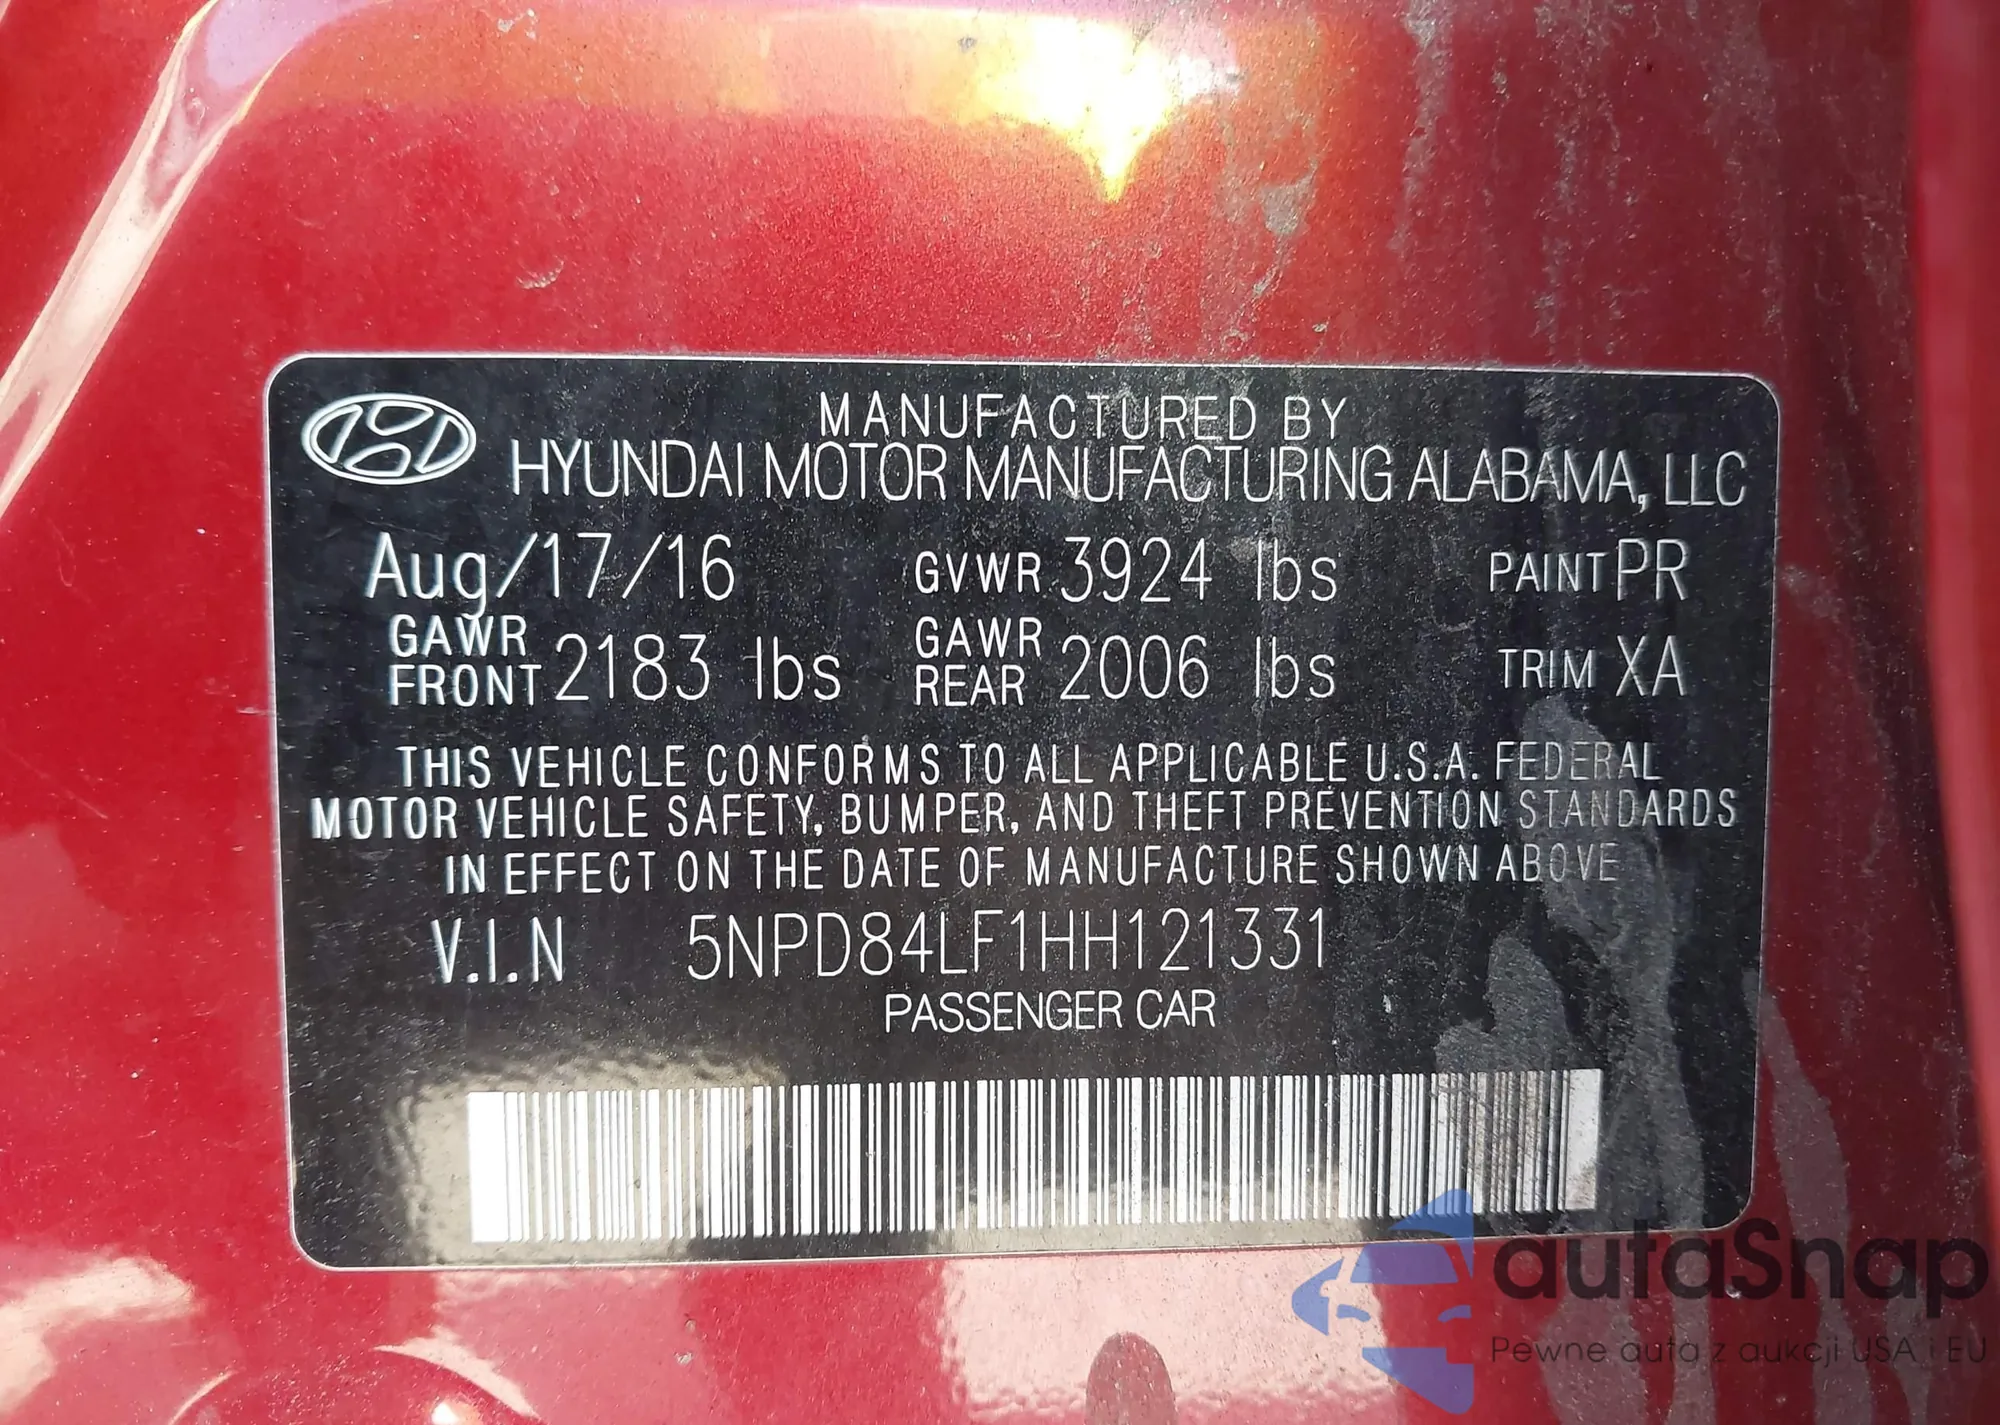 MANUFACTURED BY
HYUNDAI MOTOR MANUFACTURING ALABAMA, LLC
Aug/17/16 GVWR 3924 lbs PAINT PR
GAWR FRONT 2183 lbs GAWR REAR 2006 lbs TRIM XA
THIS VEHICLE CONFORMS TO ALL APPLICABLE U.S.A. FEDERAL
MOTOR VEHICLE SAFETY, BUMPER, AND THEFT PREVENTION STANDARDS
IN EFFECT ON THE DATE OF MANUFACTURE SHOWN ABOVE
V.I.N 5NPD84LF1HH121331
PASSENGER CAR
autaSnap
Pewne auta z aukcji USA i EU